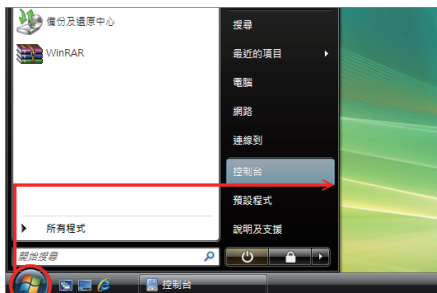 備份及還原中心
WinRAR
所有程式
開始搜尋
搜尋
最近的項目
電腦
網路
連線到
控制台
預設程式
說明及支援
控制台